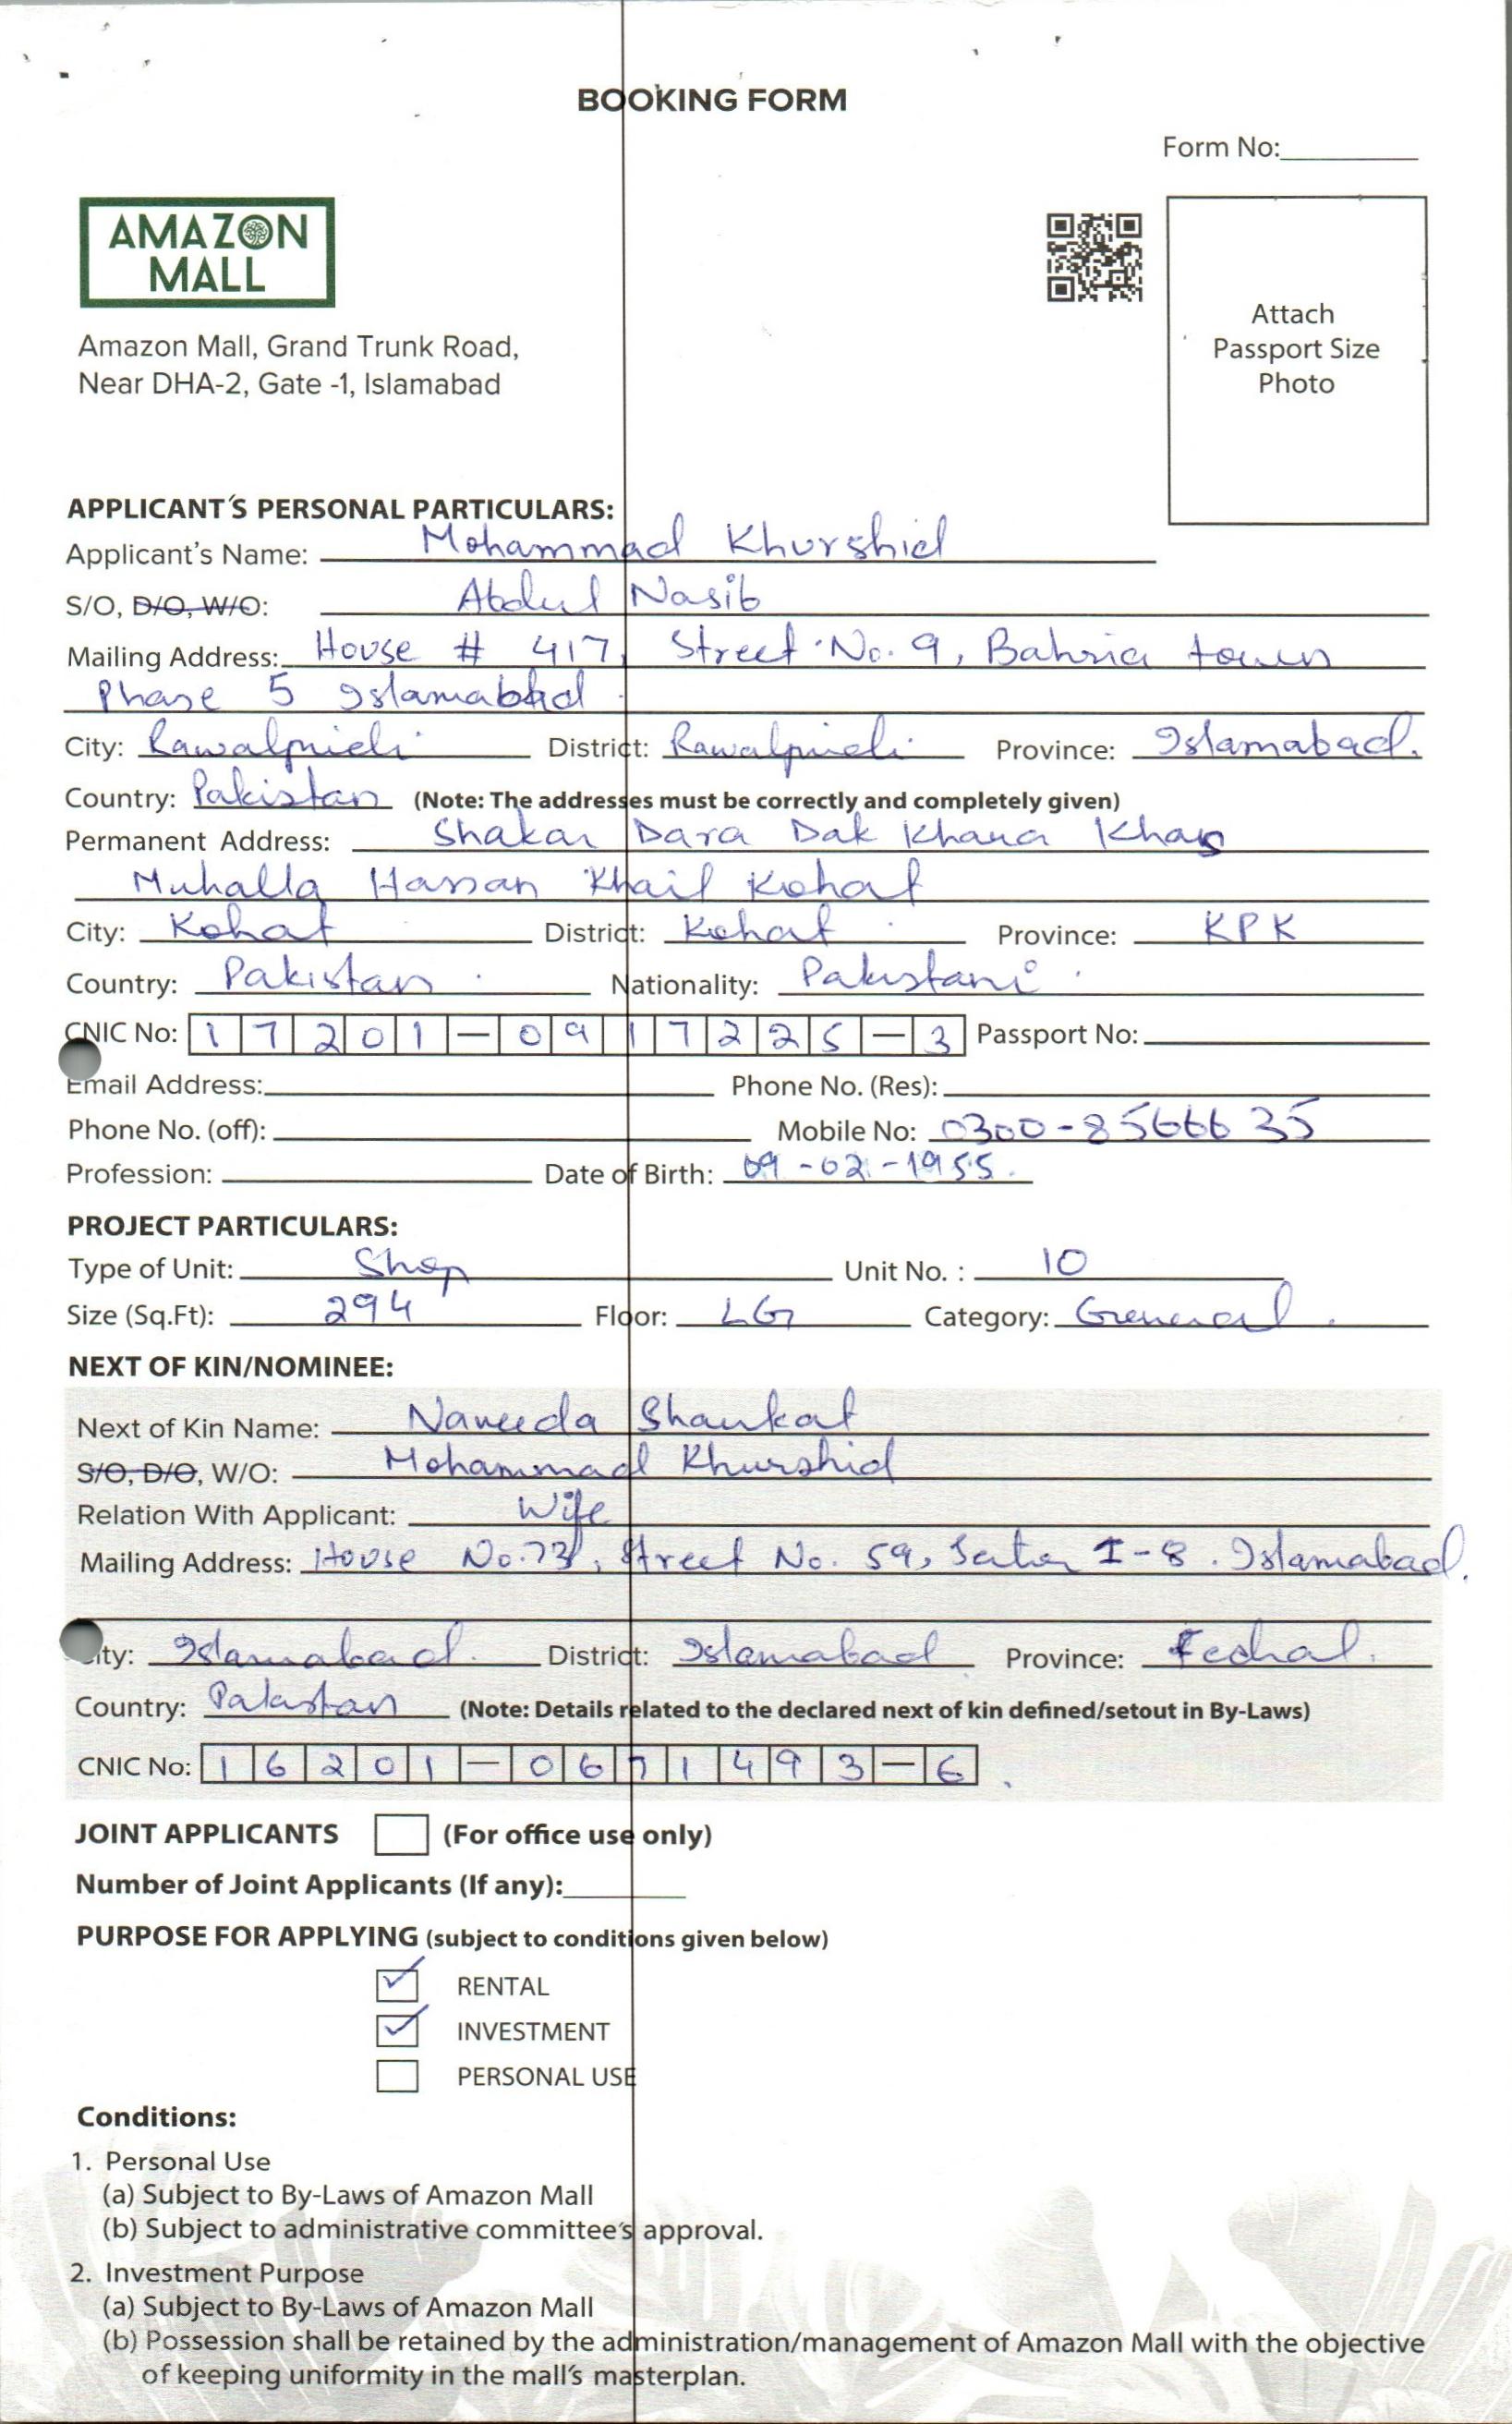 BOOKING FORM
Form No:
AMAZON
MALL
Amazon Mall, Grand Trunk Road,
Near DHA-2, Gate -1, Islamabad
Attach
Passport Size
Photo
APPLICANT'S PERSONAL PARTICULARS:
Applicant's Name: Mohammad Khurshid
S/O, D/O, W/O: Abdul Nasib
Mailing Address: House # 417, Street No. 9, Bahria town
Phase 5 Islamabad
City: Rawalpindi District: Rawalpindi Province: Islamabad.
Country: Pakistan (Note: The addresses must be correctly and completely given)
Permanent Address: Shakar Dara Dak Khana Khas
Muhalla Hassan Khail Kohat
City: Kohat District: Kohat Province: KPK
Country: Pakistan Nationality: Pakistani
CNIC No: 17201-0917225-3 Passport No:
Email Address: Phone No. (Res):
Phone No. (off): Mobile No: 0300-8566635
Profession: Date of Birth: 09-02-1955.
PROJECT PARTICULARS:
Type of Unit: Shop Unit No. : 10
Size (Sq.Ft): 294 Floor: LG Category: General
NEXT OF KIN/NOMINEE:
Next of Kin Name: Naveeda Shaukat
S/O, D/O, W/O: Mohammad Khurshid
Relation With Applicant: Wife
Mailing Address: House No. 73, Street No. 59, Sector I-8. Islamabad.
City: Islamabad. District: Islamabad Province:
Country: Pakistan (Note: Details related to the declared next of kin defined/setout in By-Laws)
CNIC No: 16201-0671493-6
JOINT APPLICANTS (For office use only)
Number of Joint Applicants (If any):
PURPOSE FOR APPLYING (subject to conditions given below)
RENTAL
INVESTMENT
PERSONAL USE
Conditions:
1. Personal Use
(a) Subject to By-Laws of Amazon Mall
(b) Subject to administrative committee's approval.
2. Investment Purpose
(a) Subject to By-Laws of Amazon Mall
(b) Possession shall be retained by the administration/management of Amazon Mall with the objective
of keeping uniformity in the mall's masterplan.